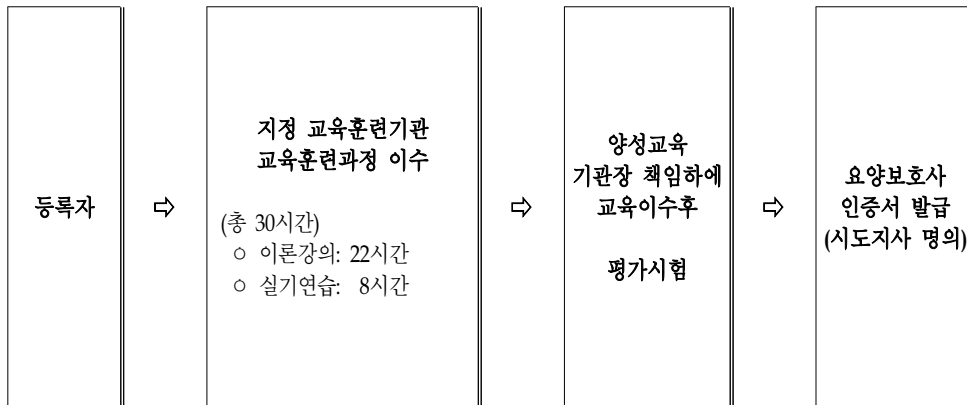 등록자
⇨
지정 교육훈련기관
교육훈련과정 이수
(총 30시간)
○ 이론강의: 22시간
○ 실기연습: 8시간
⇨
양성교육
기관장 책임하에
교육이수후
평가시험
⇨
요양보호사
인증서 발급
(시도지사 명의)